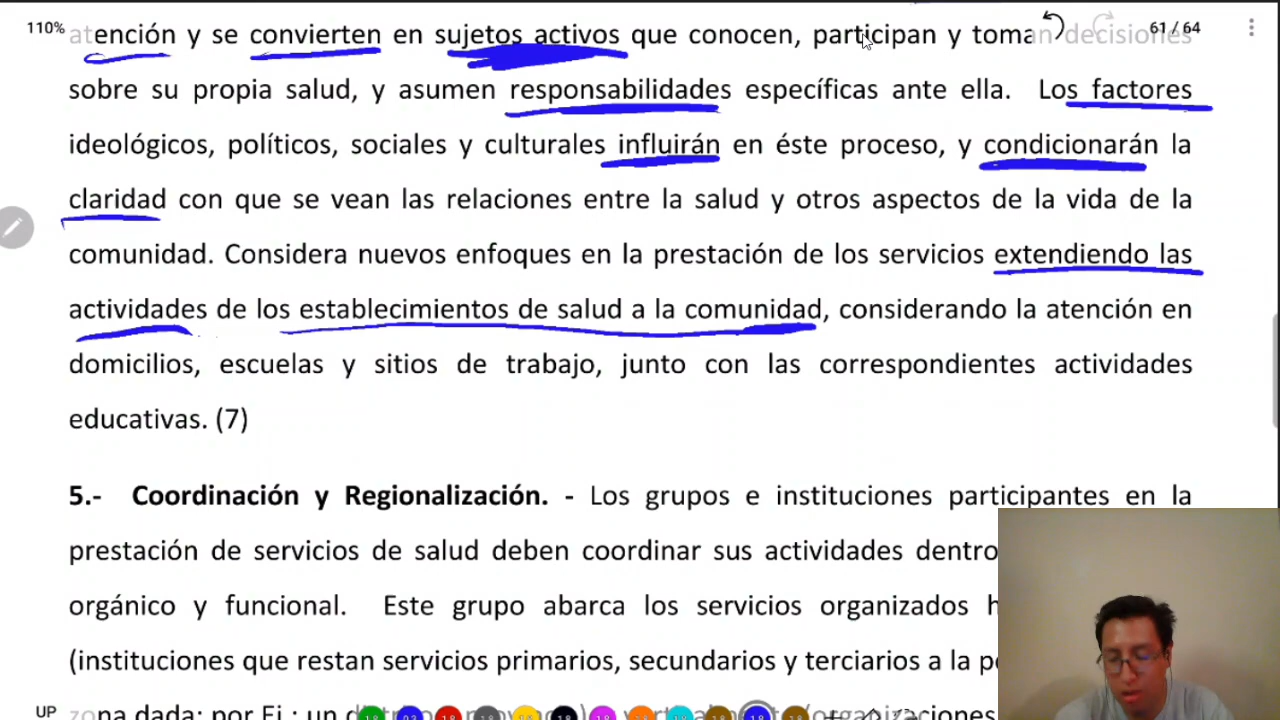 110%
61 / 64
atención y se convierten en sujetos activos que conocen, participan y toman decisiones
sobre su propia salud, y asumen responsabilidades específicas ante ella. Los factores
ideológicos, políticos, sociales y culturales influirán en éste proceso, y condicionarán la
claridad con que se vean las relaciones entre la salud y otros aspectos de la vida de la
comunidad. Considera nuevos enfoques en la prestación de los servicios extendiendo las
actividades de los establecimientos de salud a la comunidad, considerando la atención en
domicilios, escuelas y sitios de trabajo, junto con las correspondientes actividades
educativas. (7)
5.- Coordinación y Regionalización. - Los grupos e instituciones participantes en la
prestación de servicios de salud deben coordinar sus actividades dentro
orgánico y funcional. Este grupo abarca los servicios organizados
(instituciones que restan servicios primarios, secundarios y terciarios a la
UP
zona dada; por Ej.: un